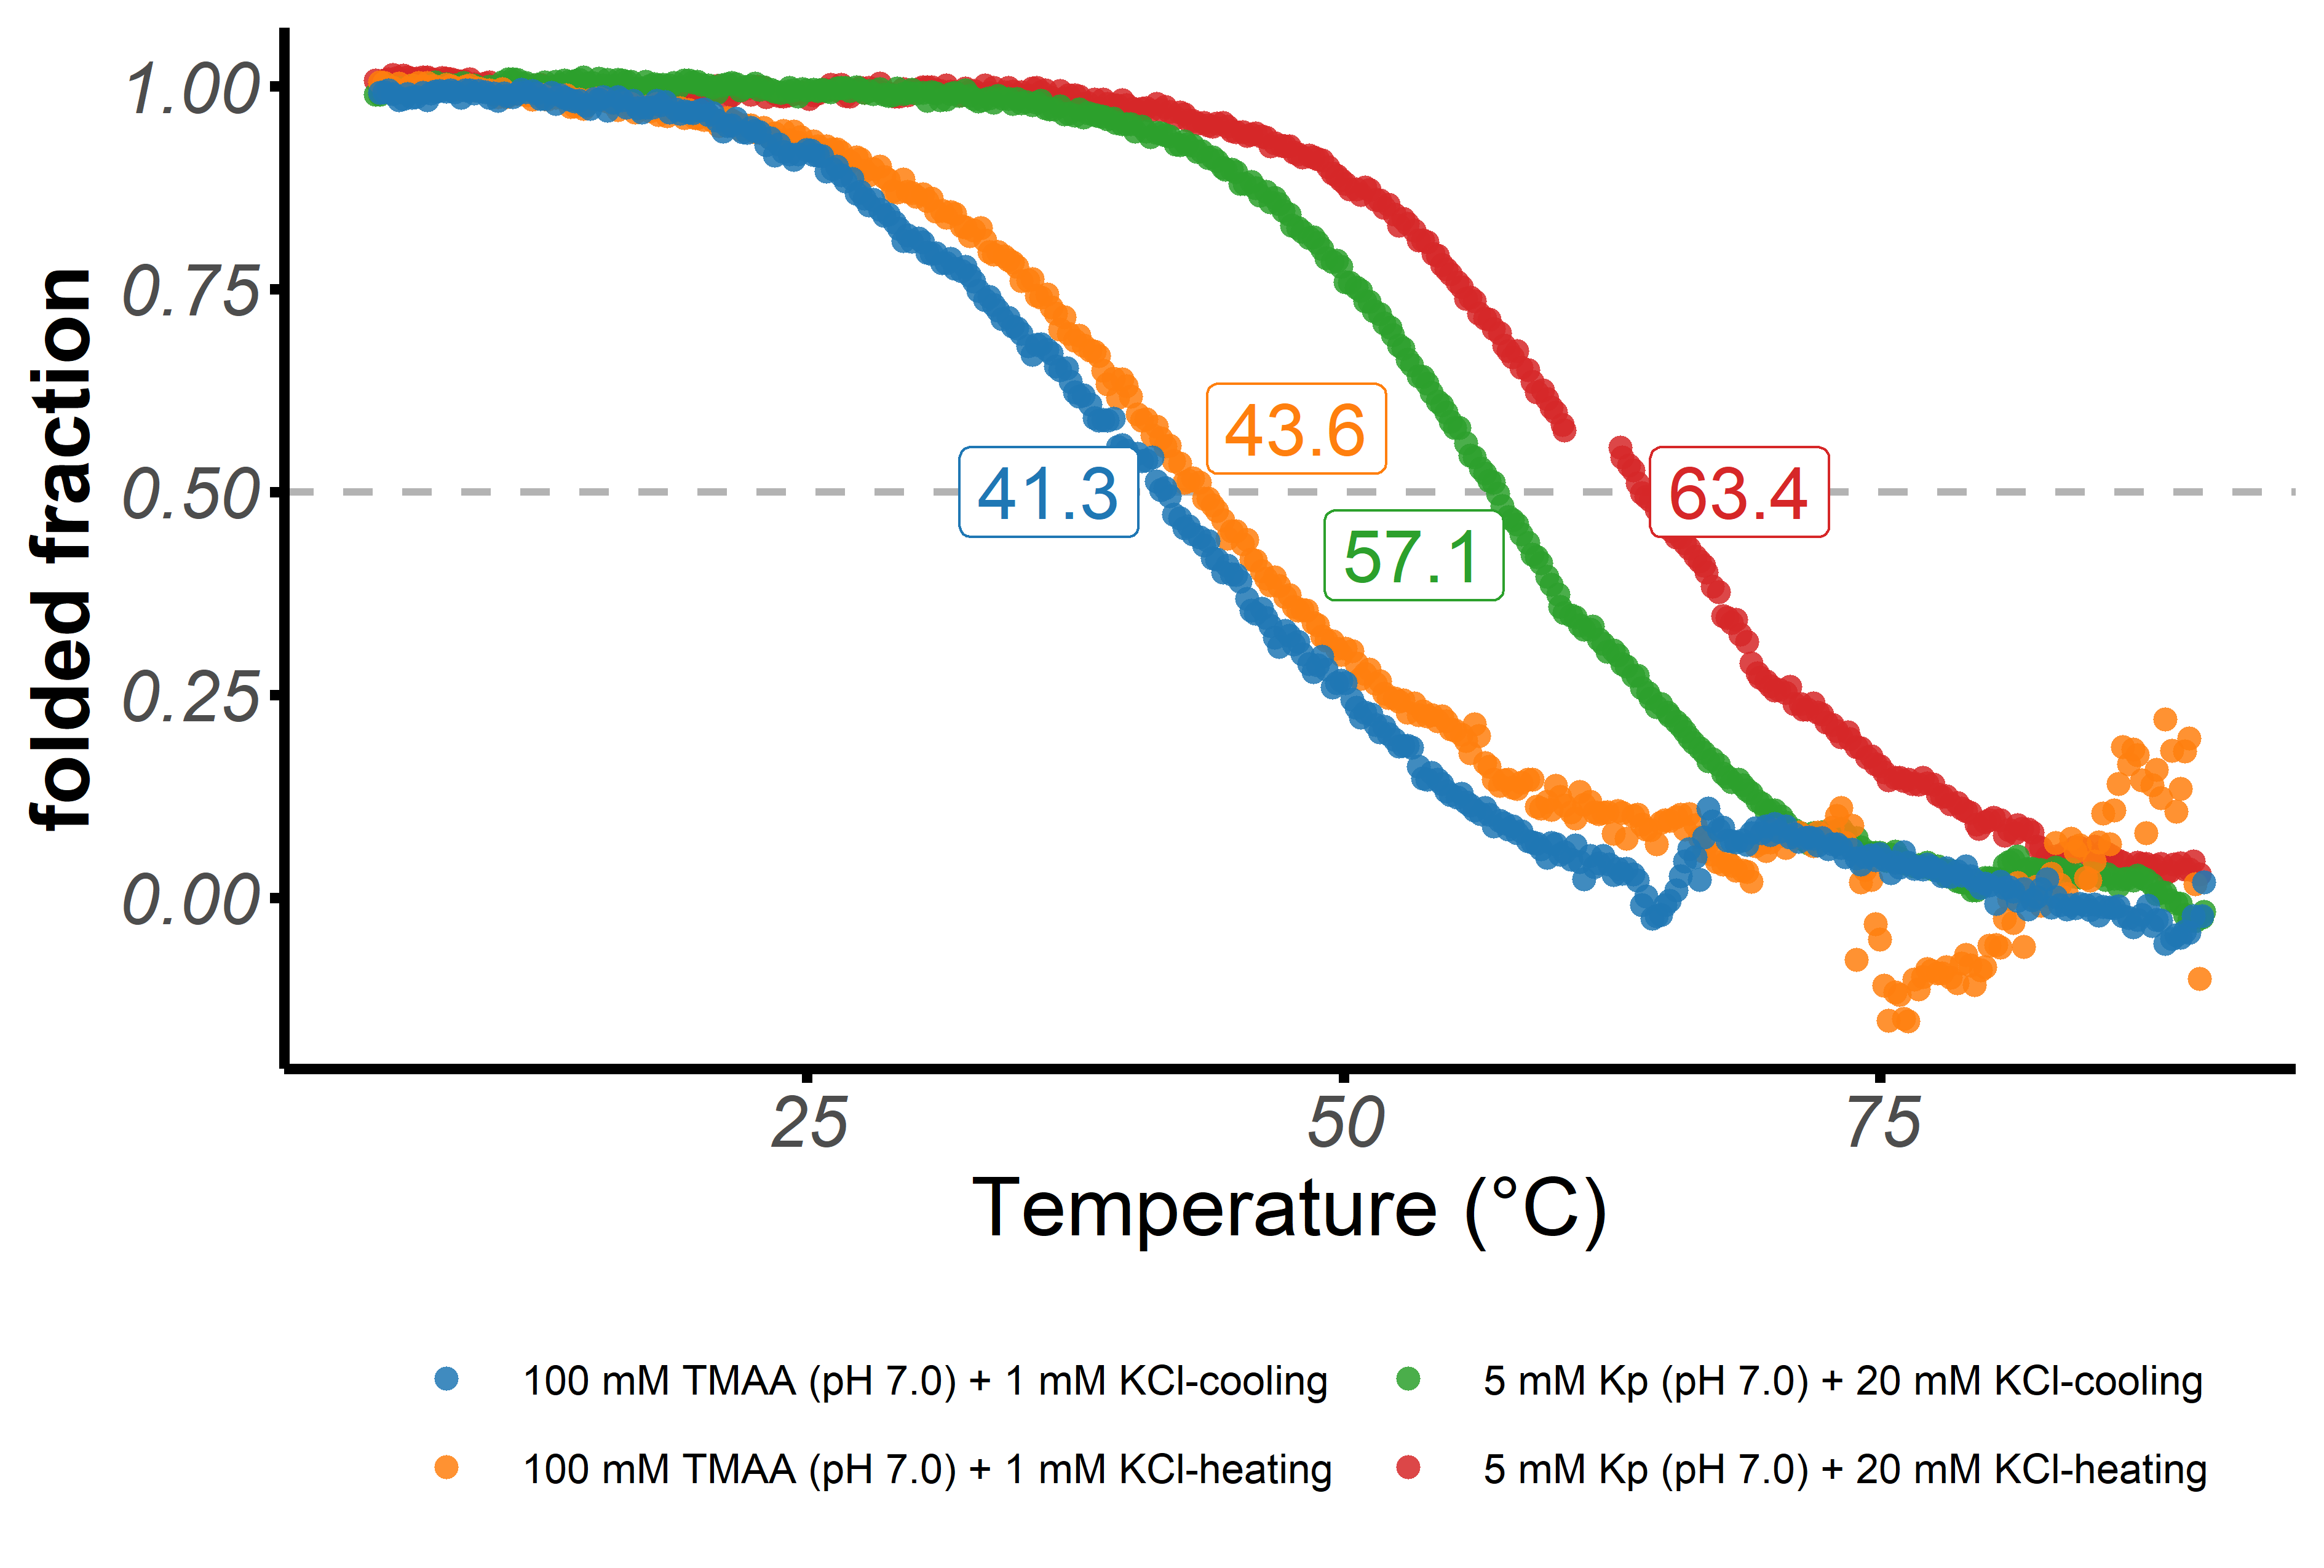 folded fraction
1.00
0.75
0.50
0.25
0.00
41.3
43.6
57.1
63.4
25
50
75
Temperature (°C)
100 mM TMAA (pH 7.0) + 1 mM KCl-cooling
5 mM Kp (pH 7.0) + 20 mM KCl-cooling
100 mM TMAA (pH 7.0) + 1 mM KCl-heating
5 mM Kp (pH 7.0) + 20 mM KCl-heating